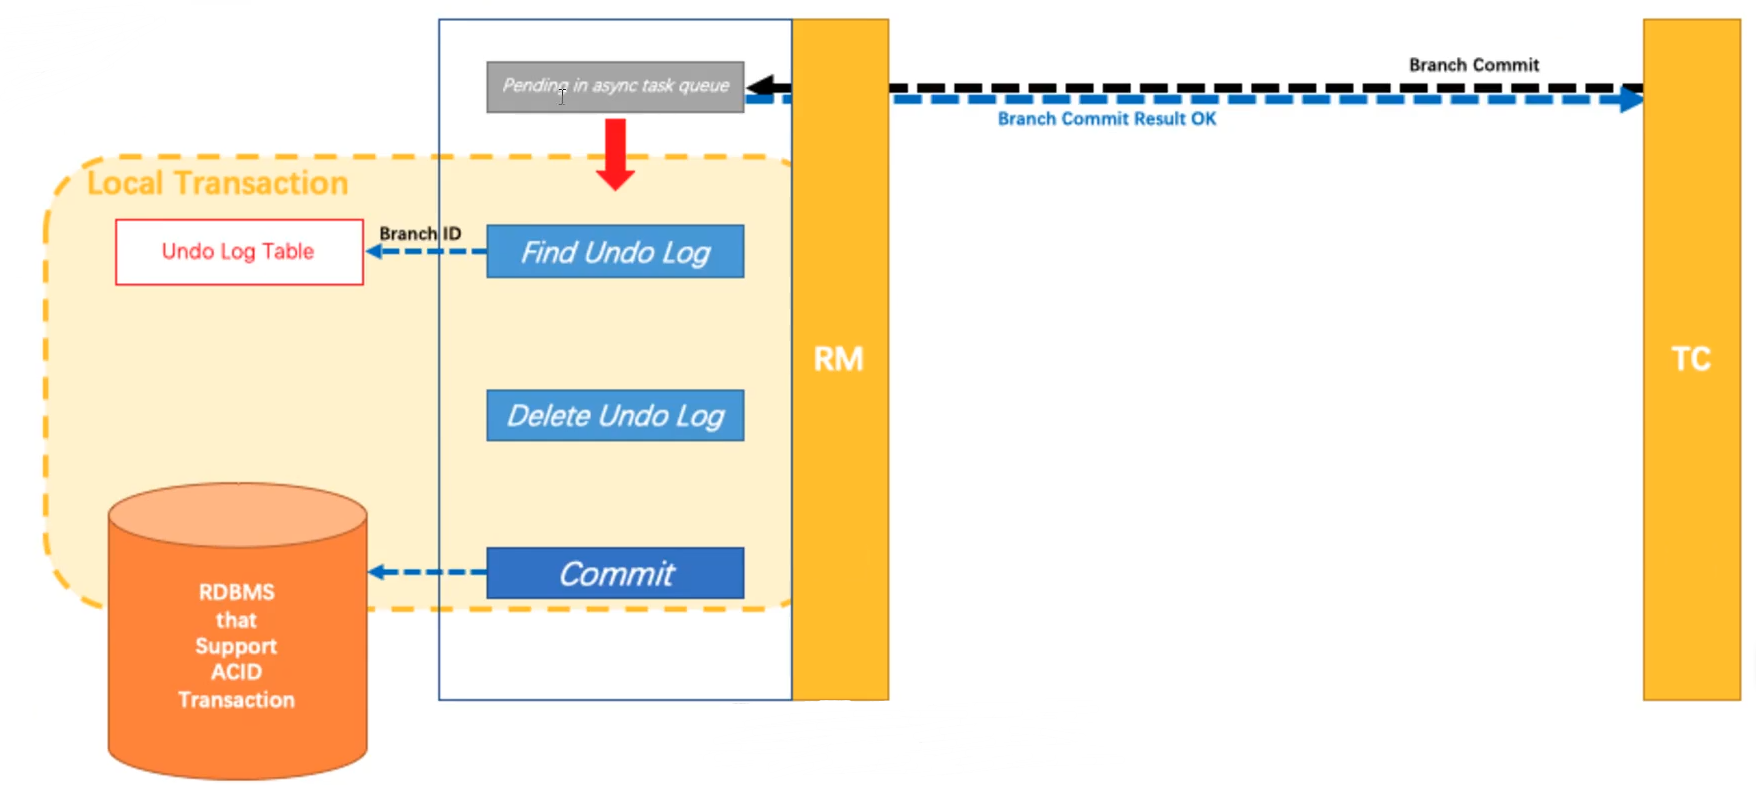 Branch Commit
Pending in async task queue
Branch Commit Result OK
Local Transaction
Branch ID
Undo Log Table
Find Undo Log
RM
TC
Delete Undo Log
Commit
RDBMS
that
Support
ACID
Transaction